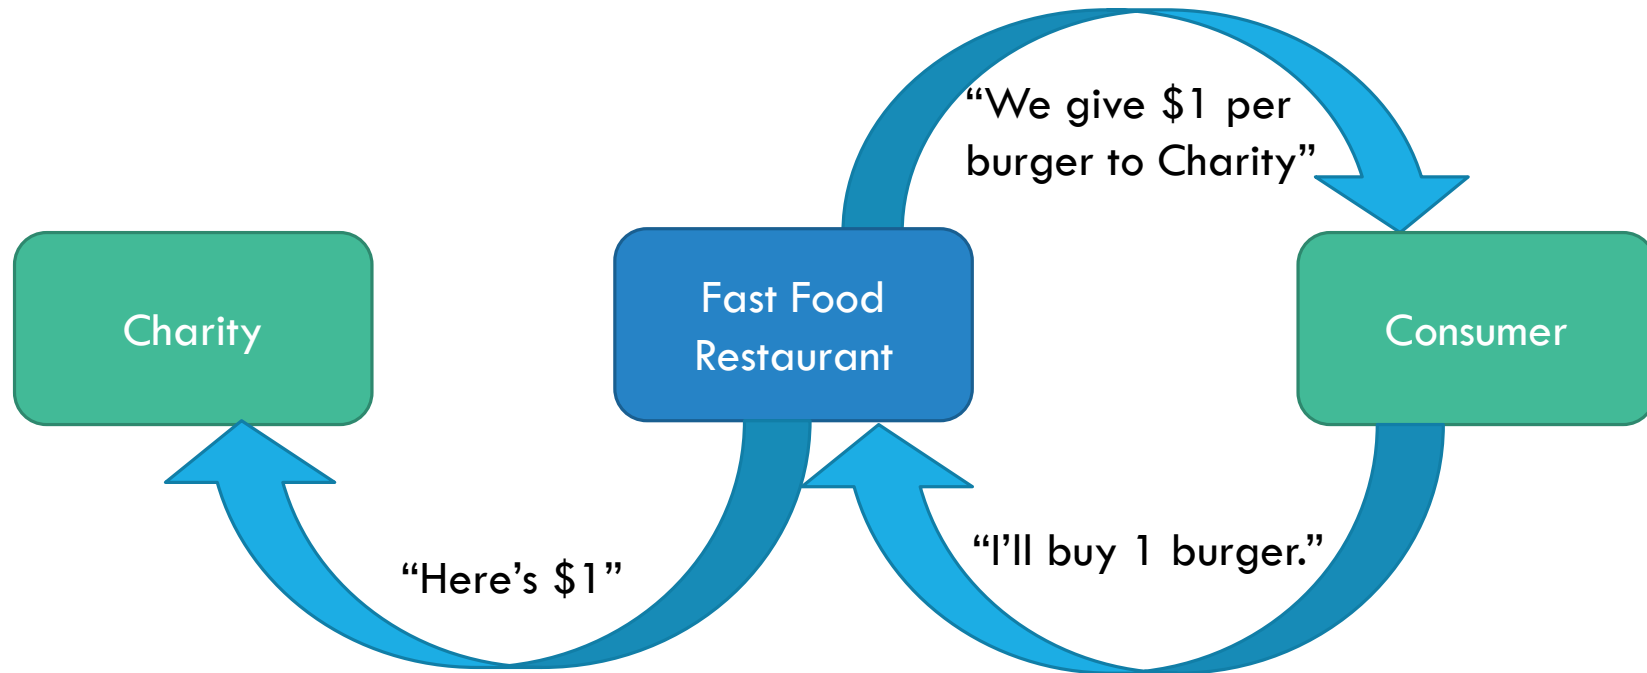 “We give $1 per
burger to Charity”
Charity
Fast Food
Restaurant
Consumer
“Here’s $1”
“I’ll buy 1 burger.”